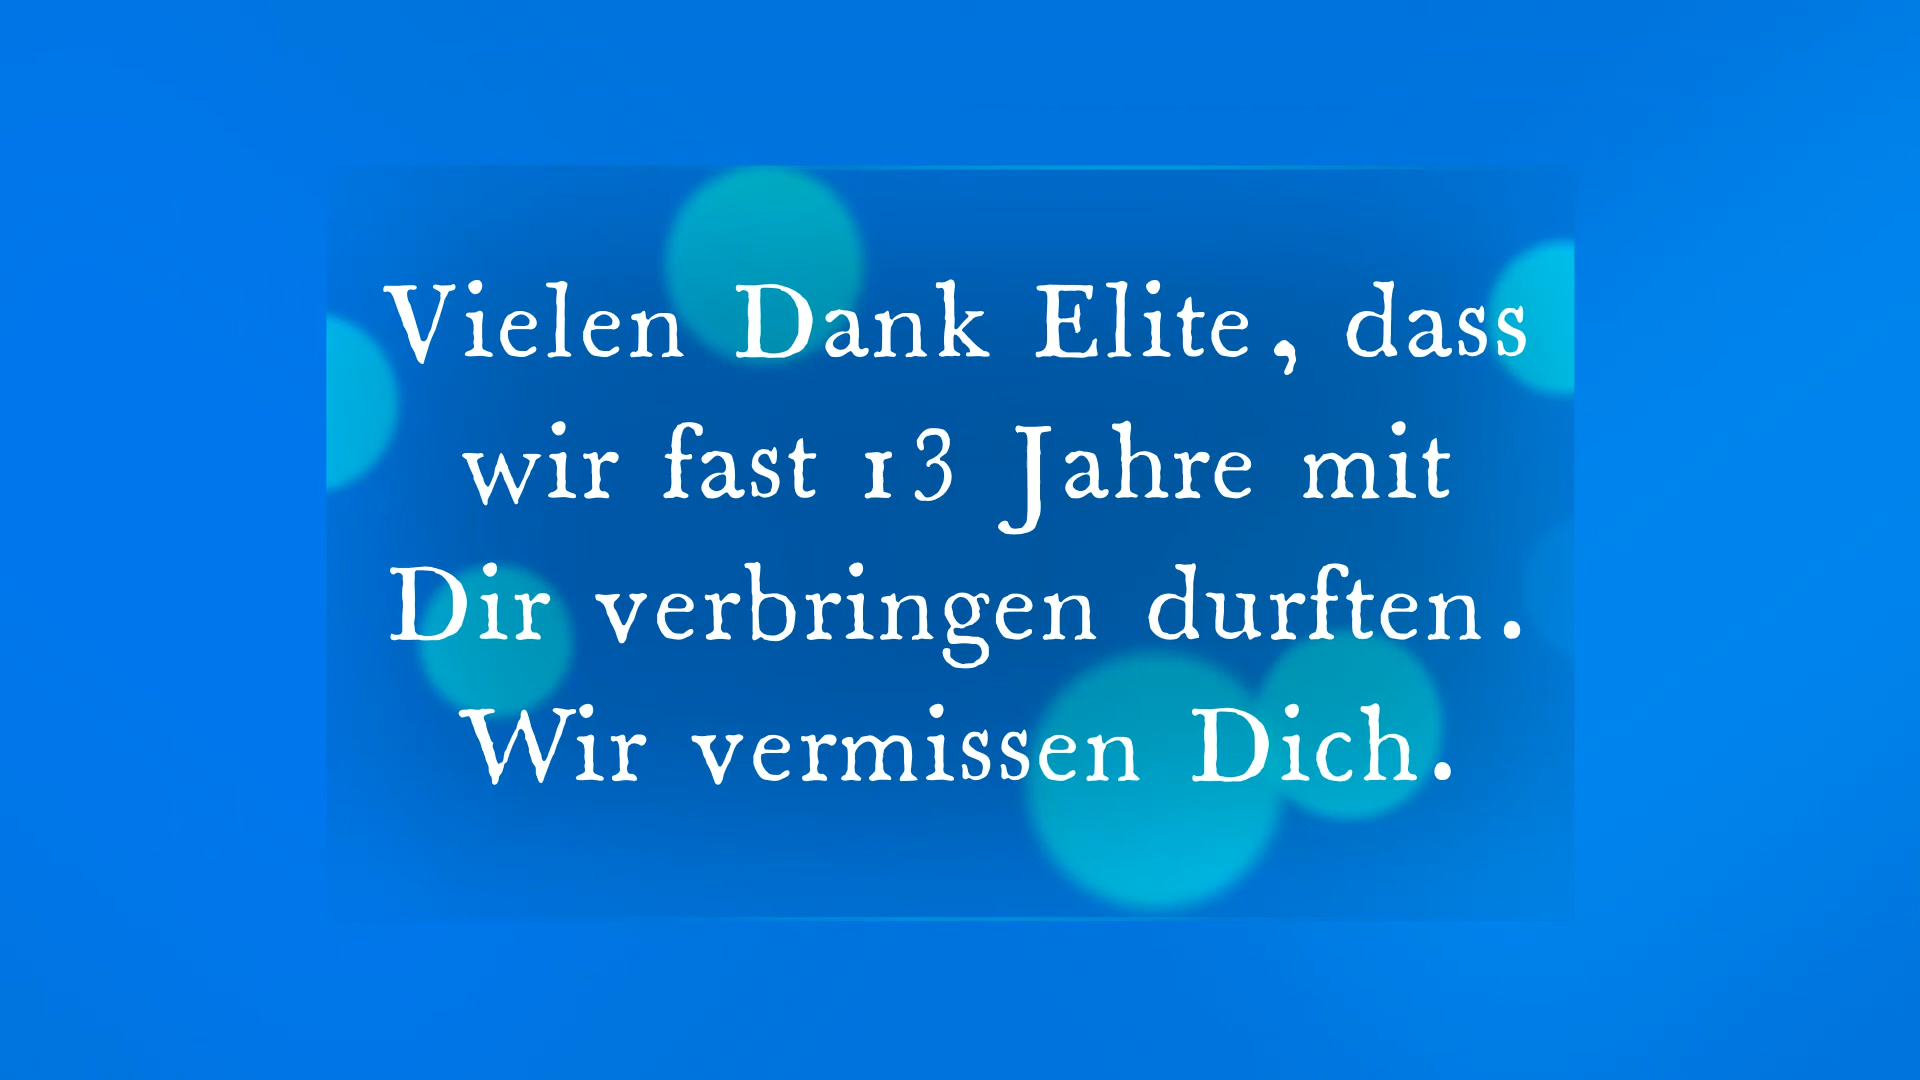 Vielen Dank Elite, dass
wir fast 13 Jahre mit
Dir verbringen durften.
Wir vermissen Dich.